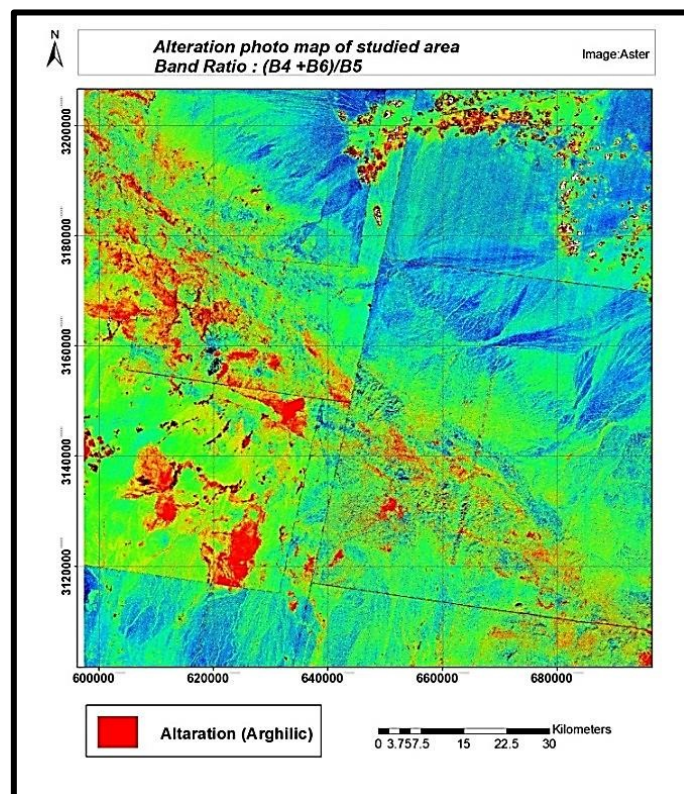 N
Alteration photo map of studied area
Band Ratio : (B4 +B6)/B5
Image:Aster
3200000
3180000
3160000
3140000
3120000
600000 620000 640000 660000 680000
Altaration (Arghilic)
Kilometers
0 3.757.5 15 22.5 30